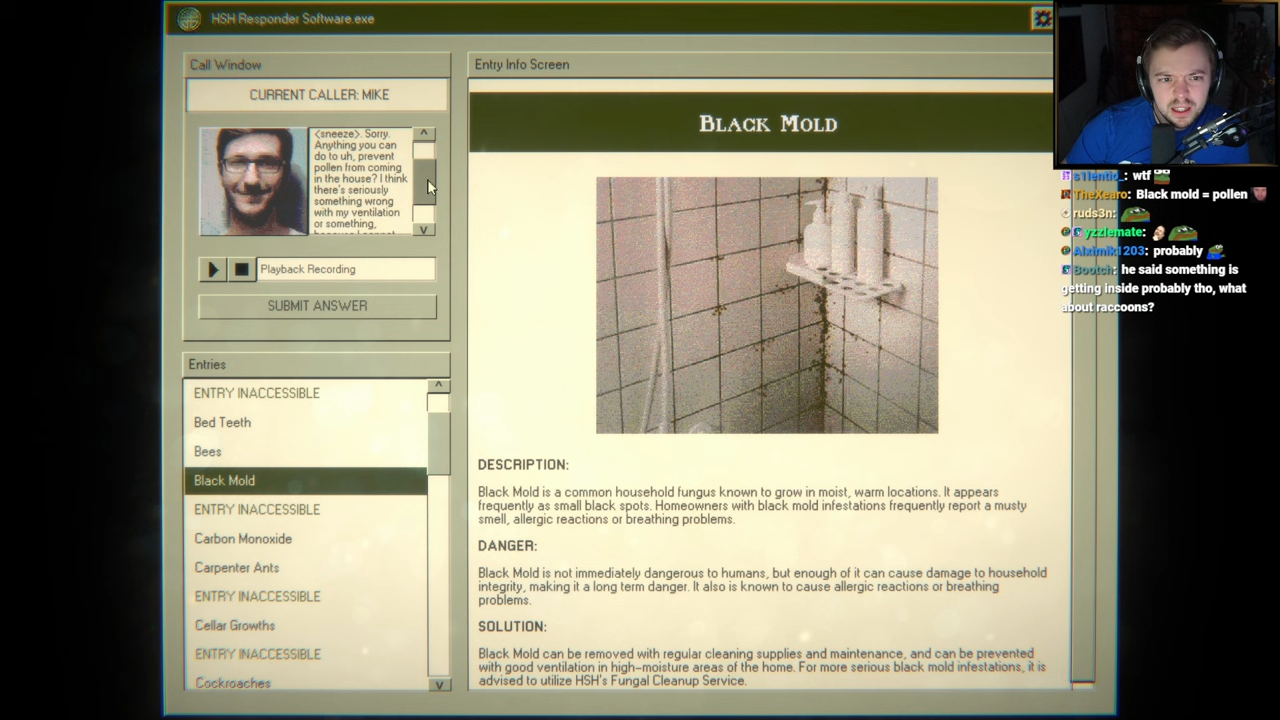 HSH Responder Software.exe
Call Window
CURRENT CALLER: MIKE
<sneeze>. Sorry.
Anything you can
do to uh, prevent
pollen from coming
in the house? I think
there's seriously
something wrong
with my ventilation
or something,
Playback Recording
SUBMIT ANSWER
Entries
ENTRY INACCESSIBLE
Bed Teeth
Bees
Black Mold
ENTRY INACCESSIBLE
Carbon Monoxide
Carpenter Ants
ENTRY INACCESSIBLE
Cellar Growths
ENTRY INACCESSIBLE
Cockroaches
Entry Info Screen
BLACK MOLD
DESCRIPTION:
Black Mold is a common household fungus known to grow in moist, warm locations. It appears
frequently as small black spots. Homeowners with black mold infestations frequently report a musty
smell, allergic reactions or breathing problems.
DANGER:
Black Mold is not immediately dangerous to humans, but enough of it can cause damage to household
integrity, making it a long term danger. It also is known to cause allergic reactions or breathing
problems.
SOLUTION:
Black Mold can be removed with regular cleaning supplies and maintenance, and can be prevented
with good ventilation in high-moisture areas of the home. For more serious black mold infestations, it is
advised to utilize HSH's Fungal Cleanup Service.
: wtf
TheXearo: Black mold = pollen
ruds3n:
yzzlemate:
Alximik1203: probably
Bootch: he said something is
getting inside probably tho, what
about raccoons?